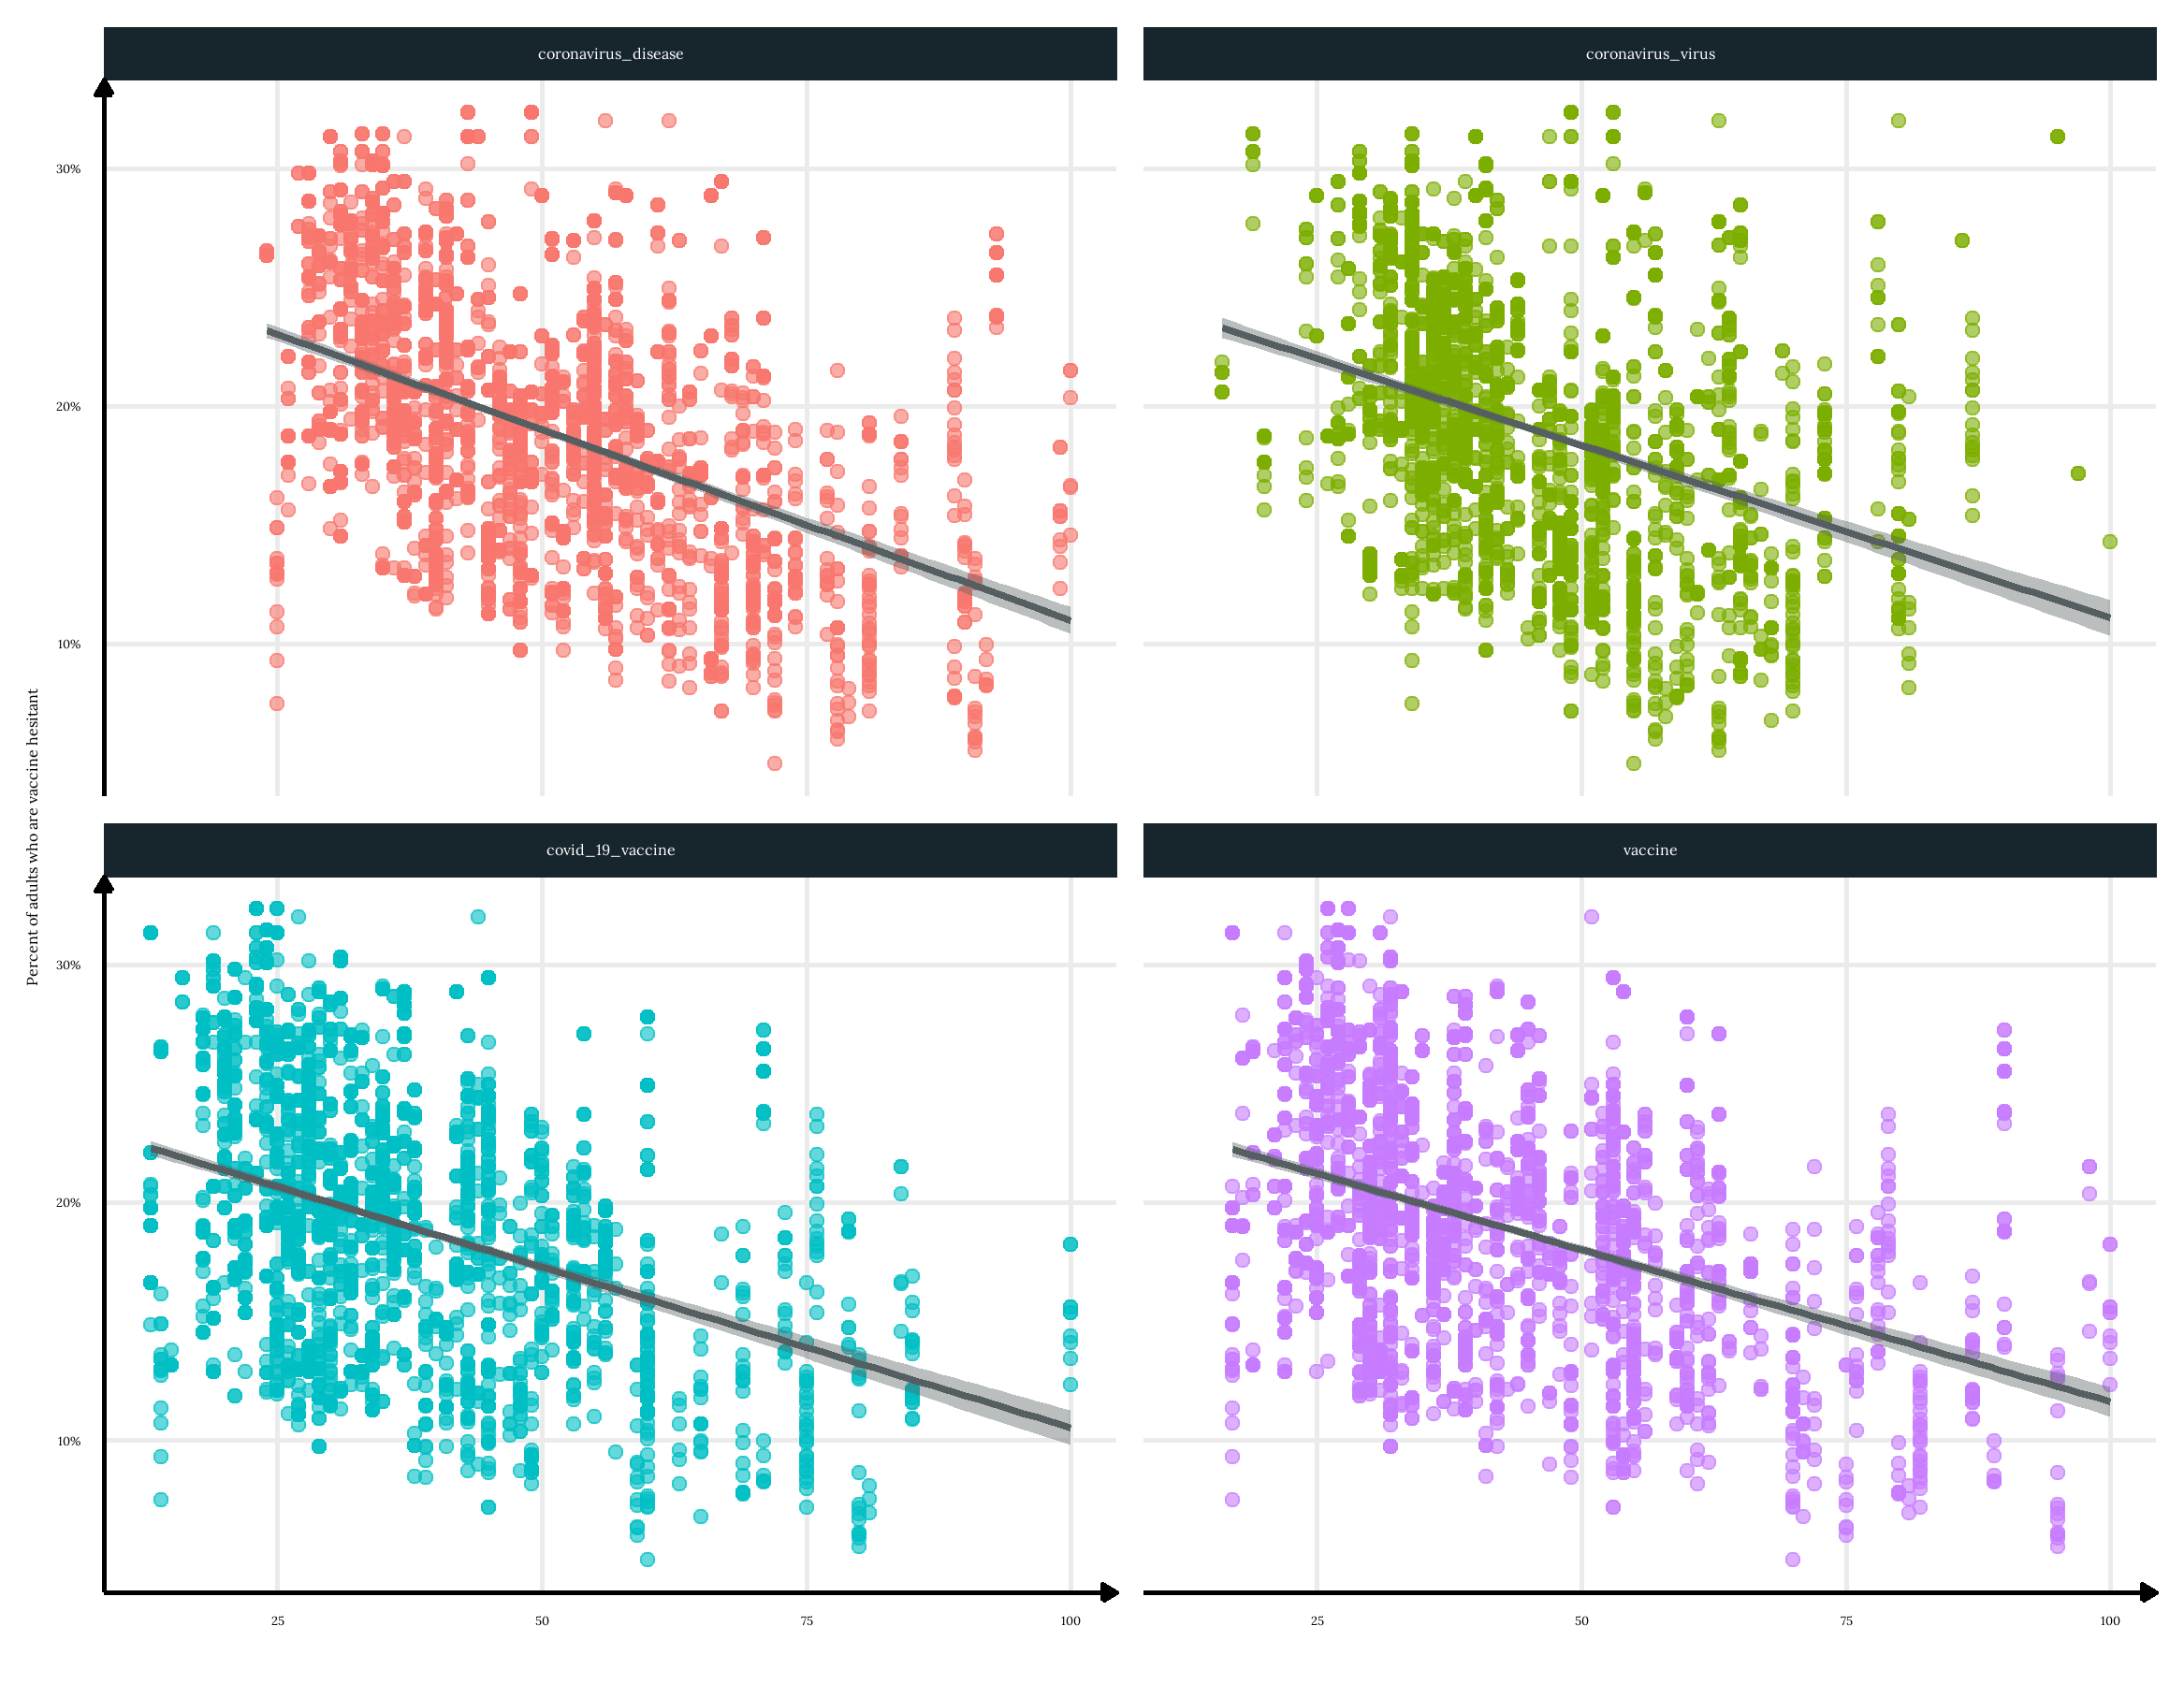 coronavirus_disease
coronavirus_virus
30%
20%
10%
Percent of adults who are vaccine hesitant
covid_19_vaccine
vaccine
30%
20%
10%
25
50
75
100
25
50
75
100